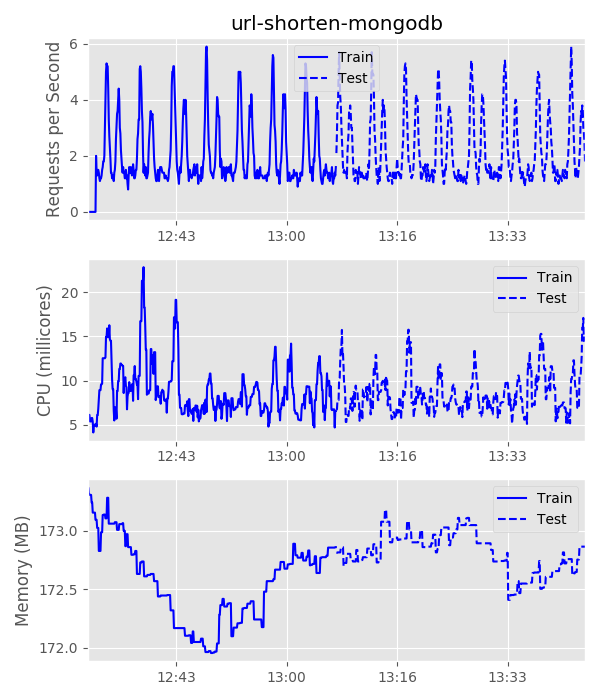 url-shorten-mongodb
Requests per Second
6
4
2
0
Train
Test
12:43
13:00
13:16
13:33
CPU (millicores)
20
15
10
5
Train
Test
12:43
13:00
13:16
13:33
Memory (MB)
173.0
172.5
172.0
Train
Test
12:43
13:00
13:16
13:33